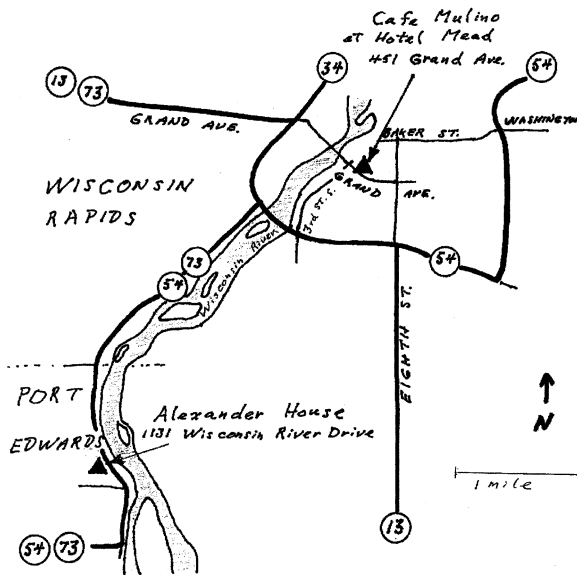 Cafe Mulino
at Hotel Mead
451 Grand Ave.
34
54
13
73
GRAND AVE.
BAKER ST.
WASHINGTON
WISCONSIN
RAPIDS
GRAND
AVE.
3rd ST. S.
Wisconsin River
73
54
54
EIGHTH ST.
PORT
EDWARDS
Alexander House
1131 Wisconsin River Drive
N
1 mile
54 73
13